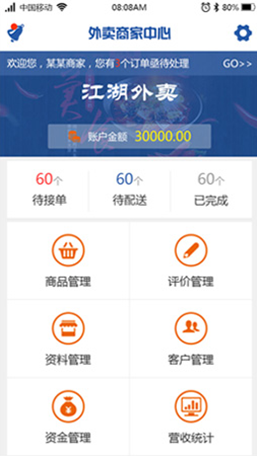 中国移动 08:08AM 80%
外卖商家中心
欢迎您，某某商家，您有1个订单亟待处理 GO>>
江湖外卖
账户金额 30000.00
60个 60个 60个
待接单 待配送 已完成
商品管理 评价管理
资料管理 客户管理
资金管理 营收统计